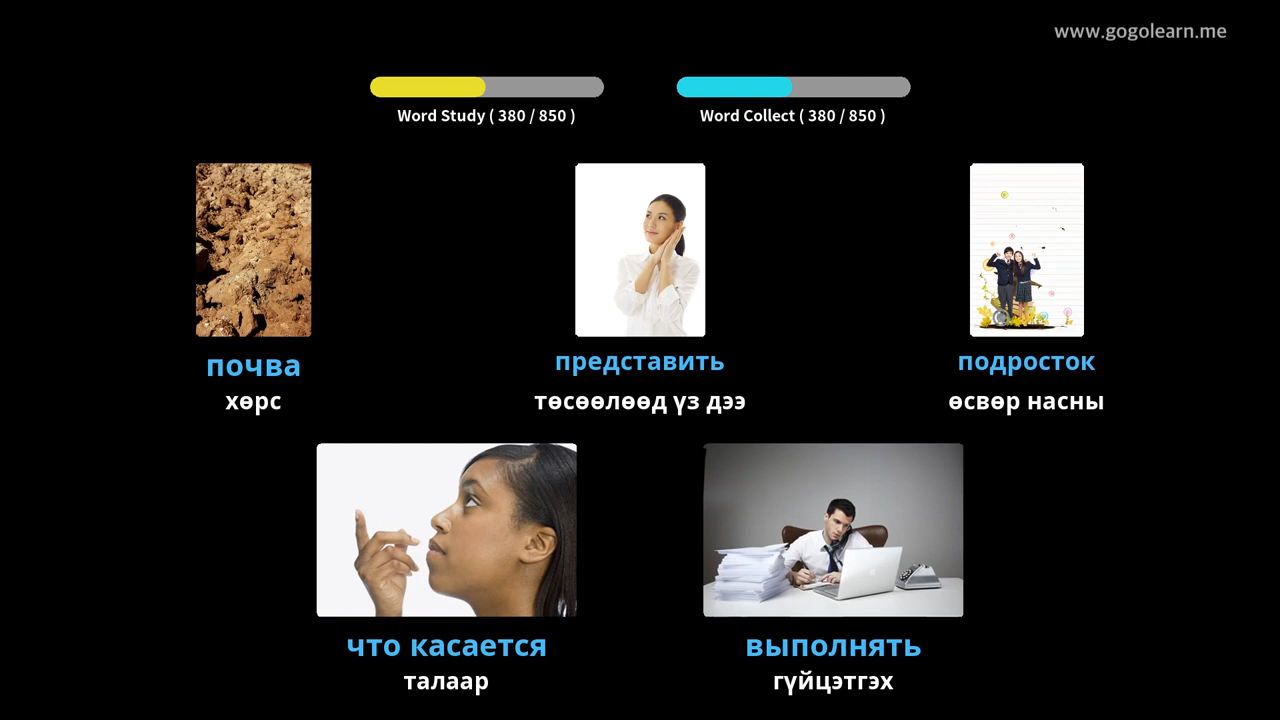 www.gogolearn.me
Word Study ( 380 / 850 )
Word Collect ( 380 / 850 )
почва
хөрс
представить
төсөөлөөд үз дээ
подросток
өсвөр насны
что касается
талаар
выполнять
гүйцэтгэх